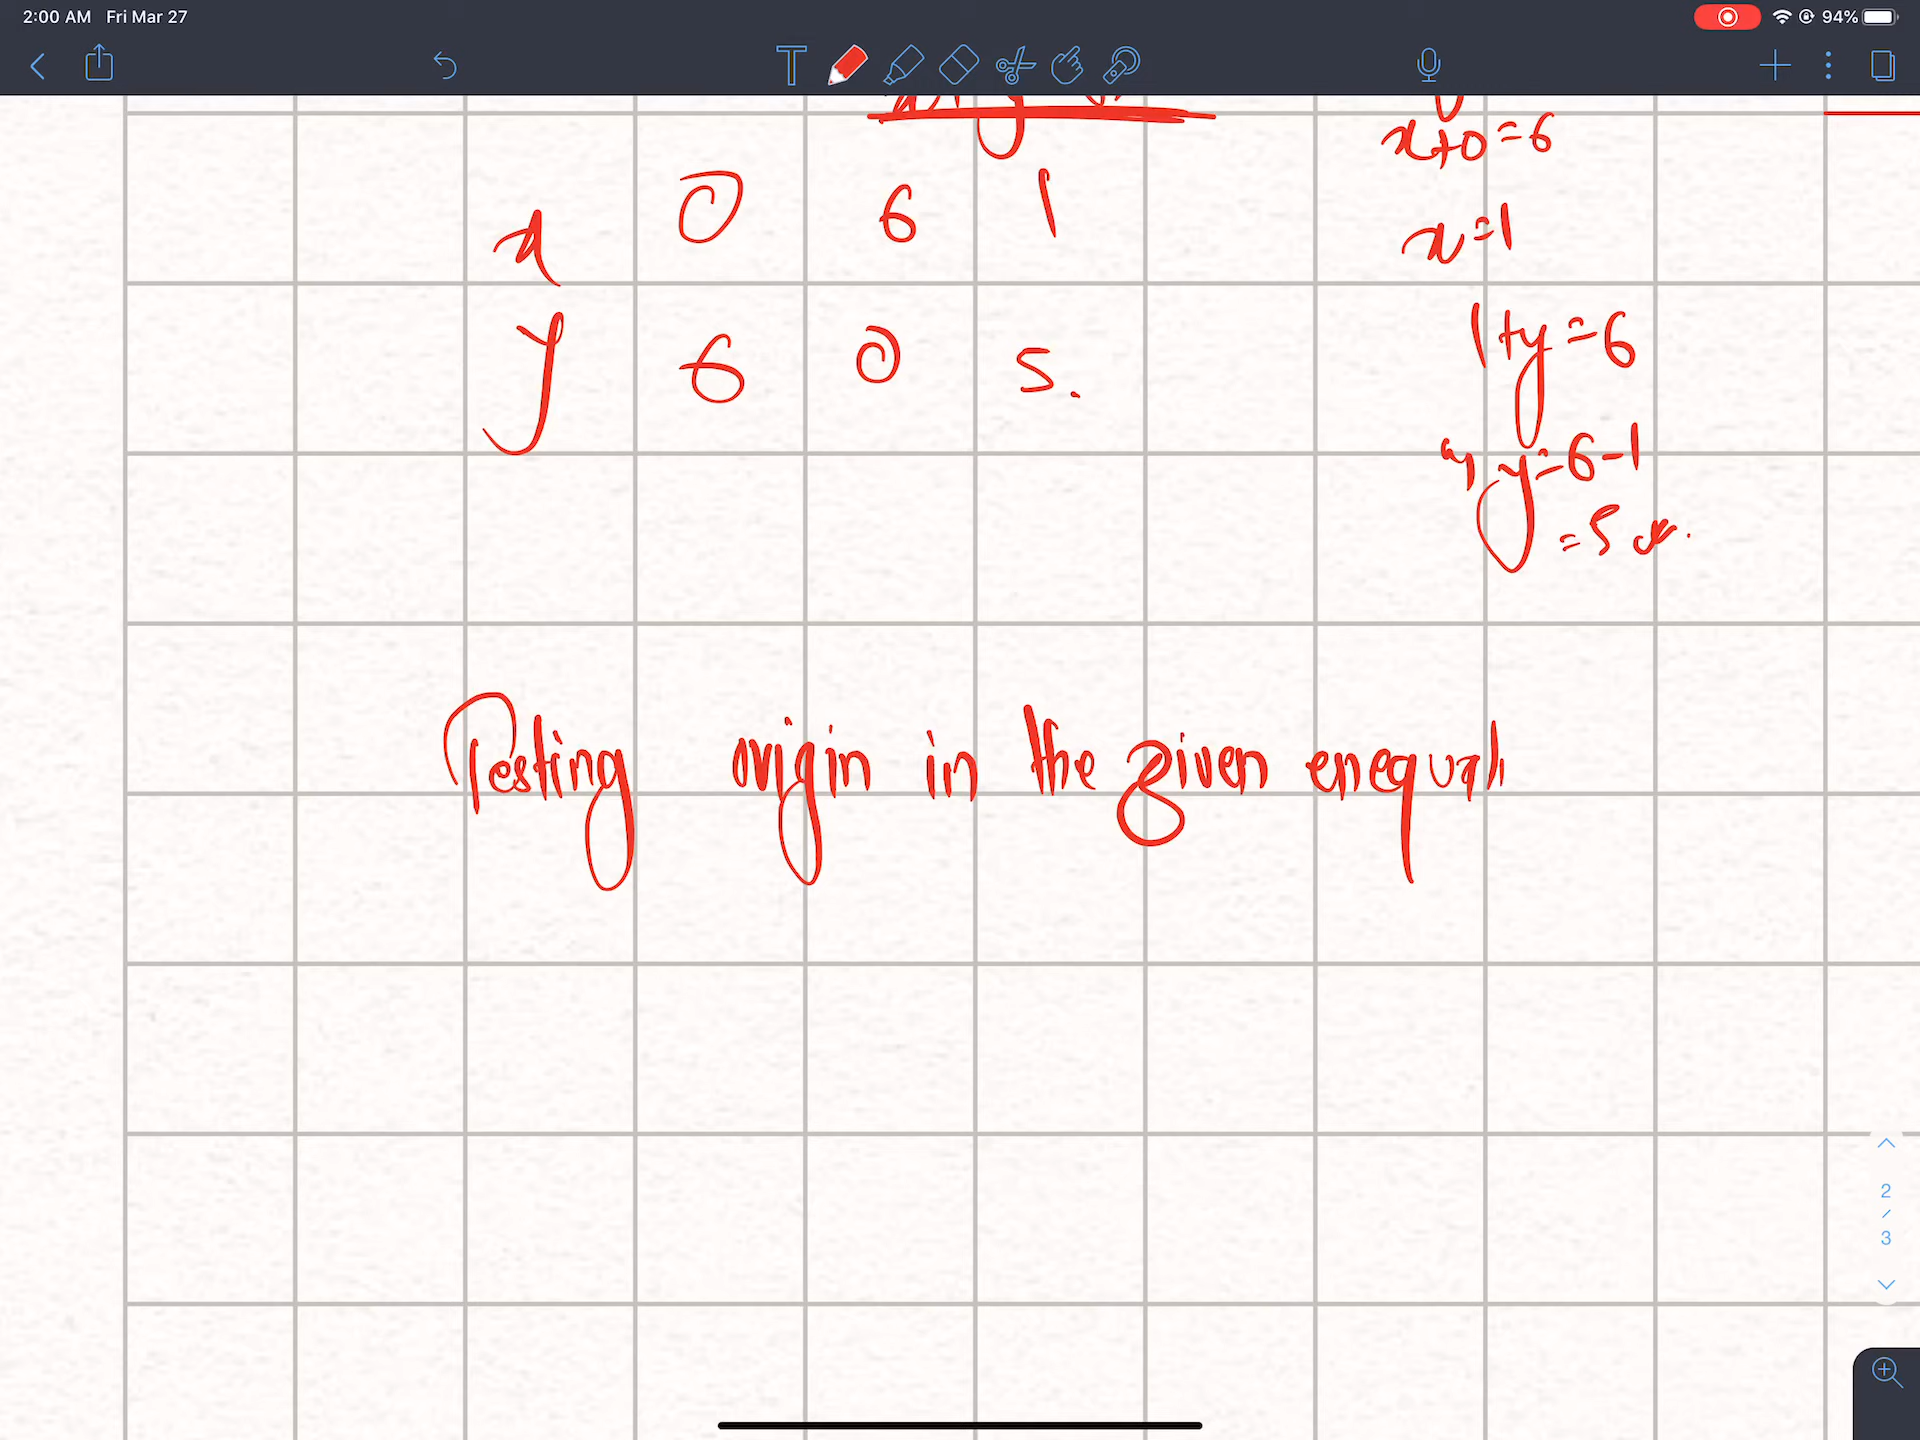 2:00 AM Fri Mar 27
94%
x+0=6
x 0 6 1
x=1
y 6 0 5.
1+y=6
y=6-1
=5
Testing origin in the given enequali
2
/
3